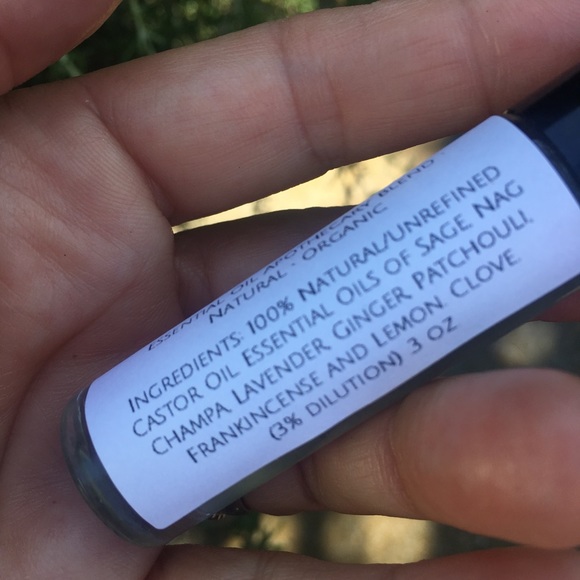 ESSENTIAL OIL APOTHECARY BLEND -
NATURAL - ORGANIC
INGREDIENTS: 100% NATURAL/UNREFINED
CASTOR OIL ESSENTIAL OILS OF SAGE NAG
CHAMPA LAVENDER GINGER PATCHOULI,
FRANKINCENSE AND LEMON. CLOVE
(3% DILUTION) 3 OZ